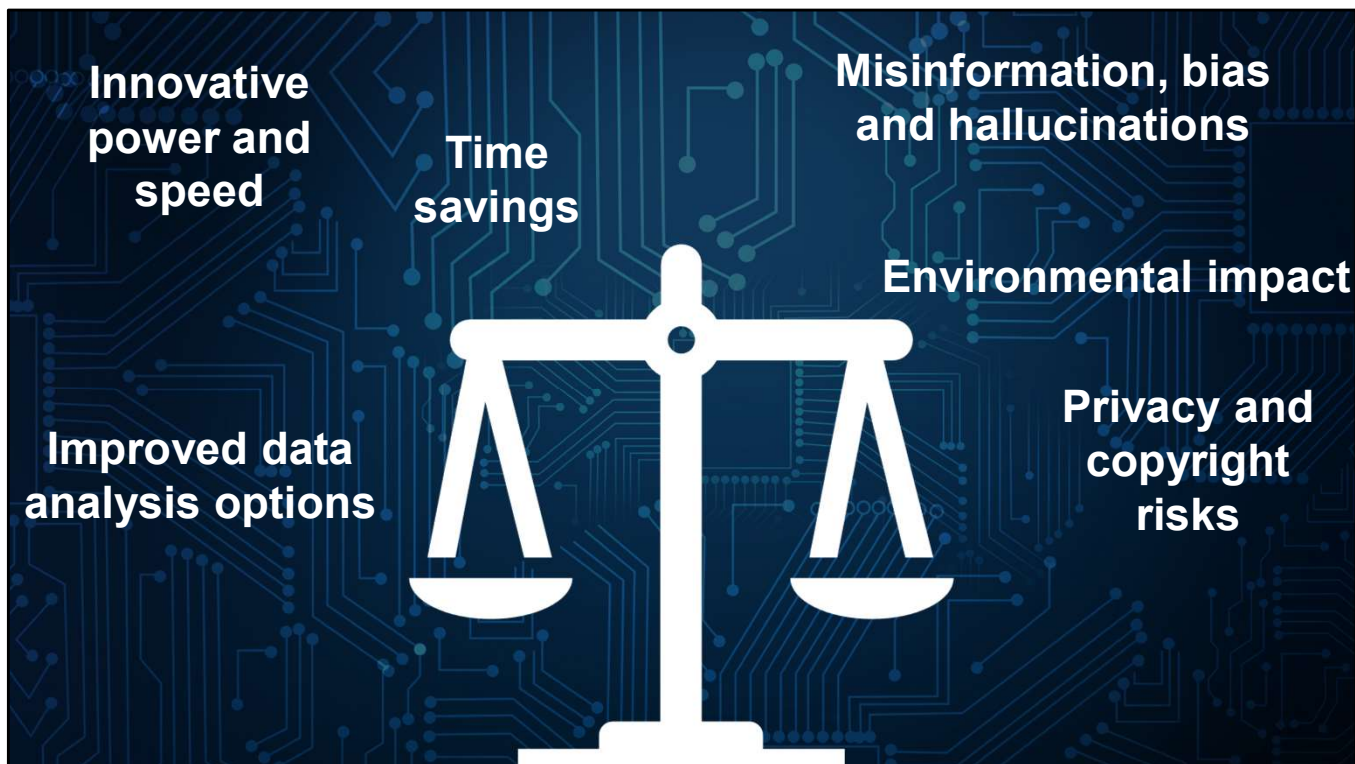 Innovative
power and
speed
Time
savings
Improved data
analysis options
Misinformation, bias
and hallucinations
Environmental impact
Privacy and
copyright
risks